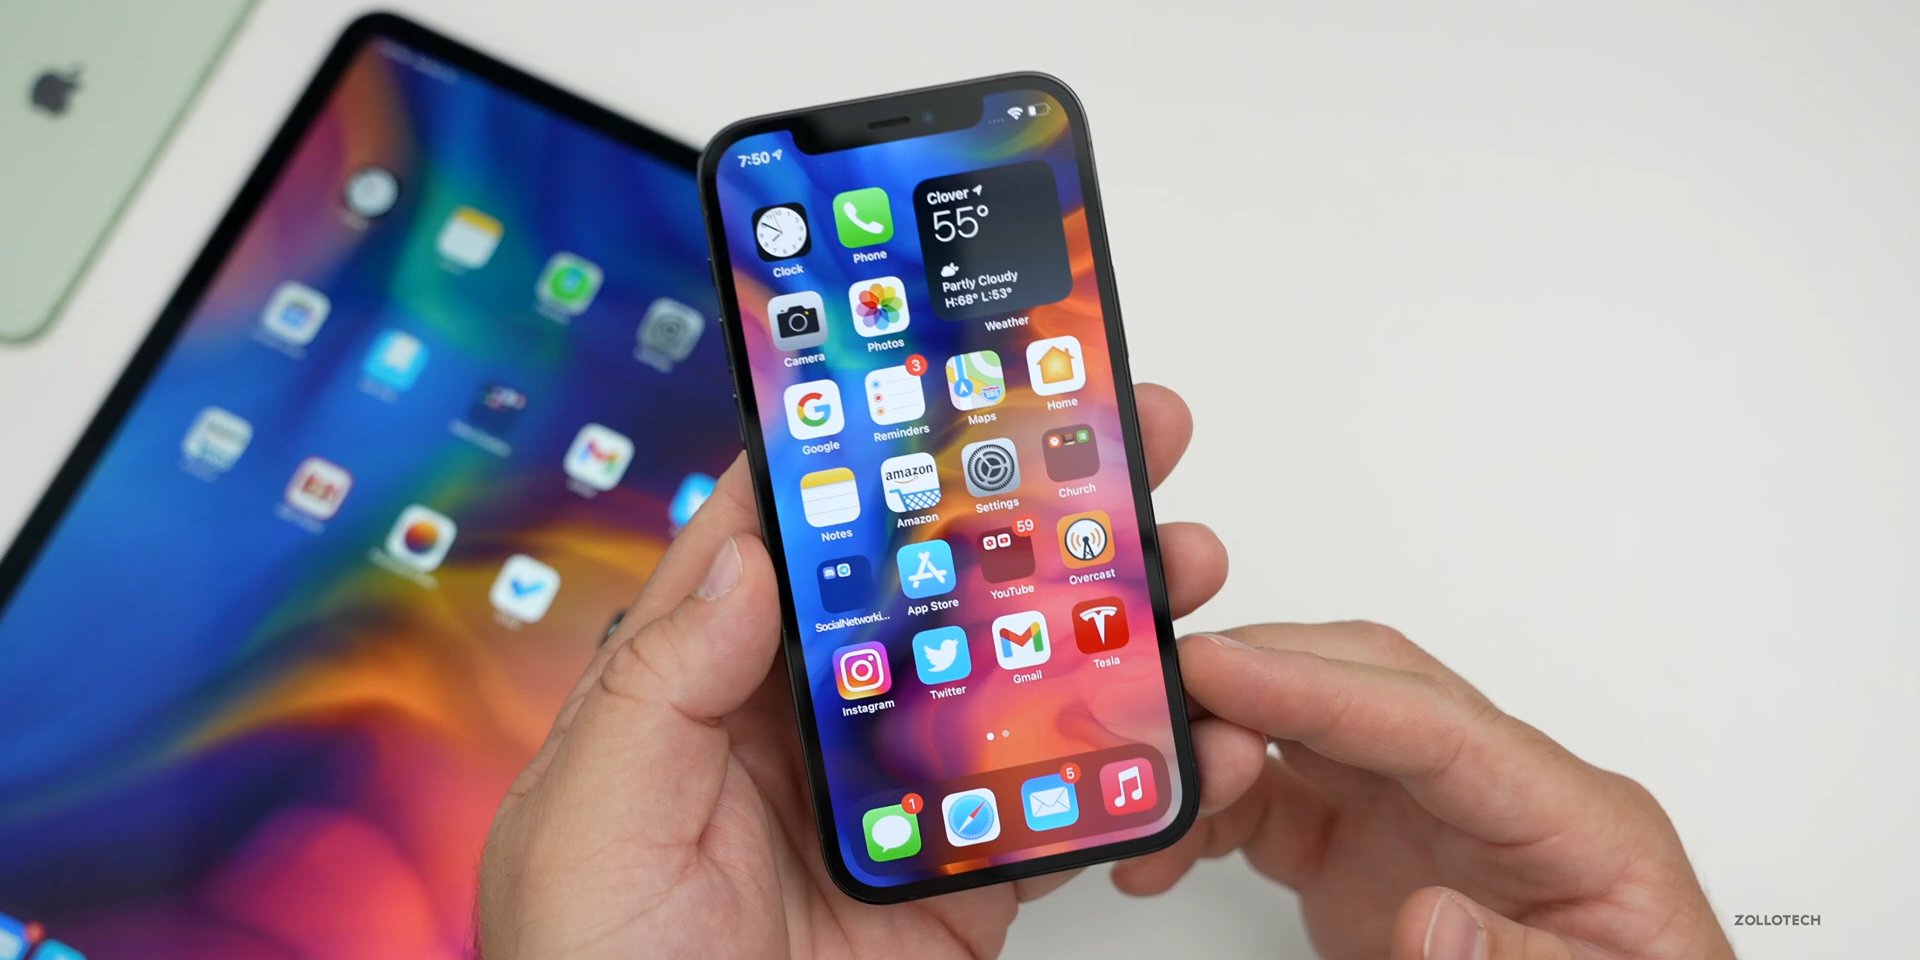 7:50
Clover
55°
Partly Cloudy
H:68° L:53°
Weather
Clock
Phone
Camera
Photos
3
Google
Reminders
Maps
Home
amazon
Notes
Amazon
Settings
Church
59
SocialNetworki...
App Store
YouTube
Overcast
Instagram
Twitter
Gmail
Tesla
1
5
ZOLLOTECH